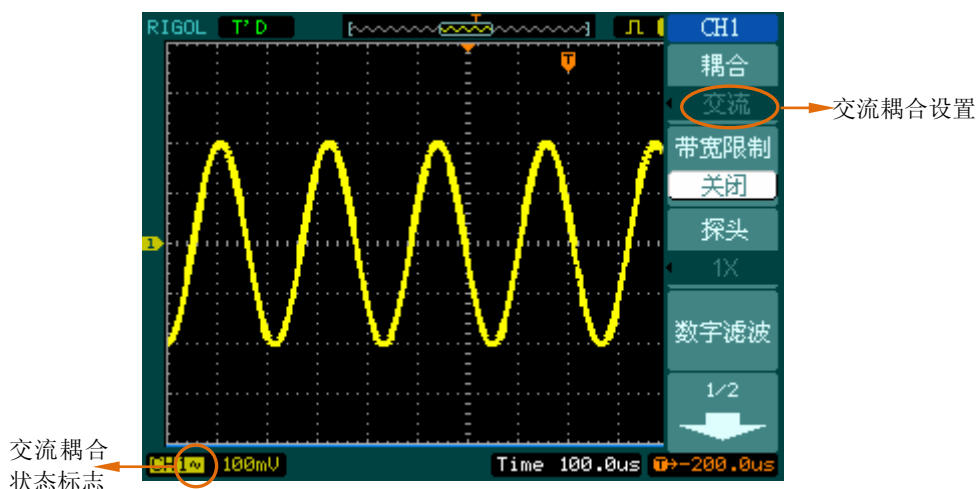 RIGOL T'D T
CH1
耦合
交流
交流耦合设置
带宽限制
关闭
T
探头
1X
1
数字滤波
1/2
交流耦合
状态标志
CH1~ 100mV Time 100.0us T→-200.0us